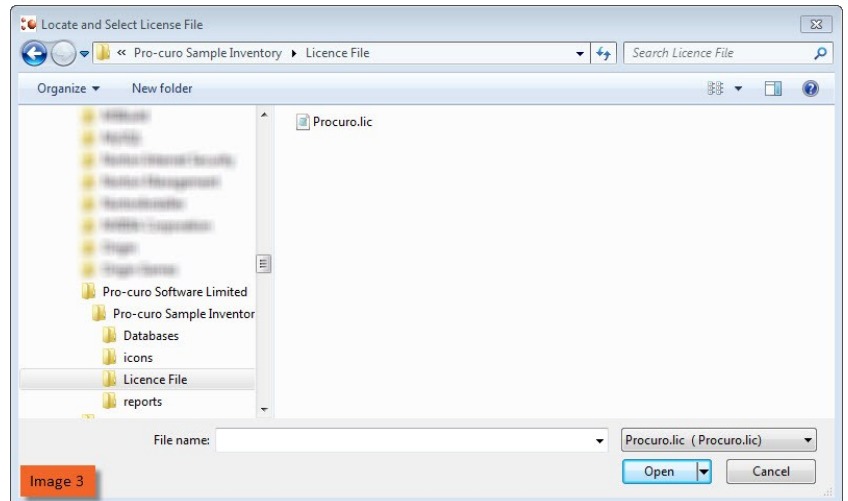 Locate and Select License File
« Pro-curo Sample Inventory Licence File
Search Licence File
Organize
New folder
Procuro.lic
Pro-curo Software Limited
Pro-curo Sample Inventor
Databases
icons
Licence File
reports
File name:
Procuro.lic ( Procuro.lic)
Open
Cancel
Image 3